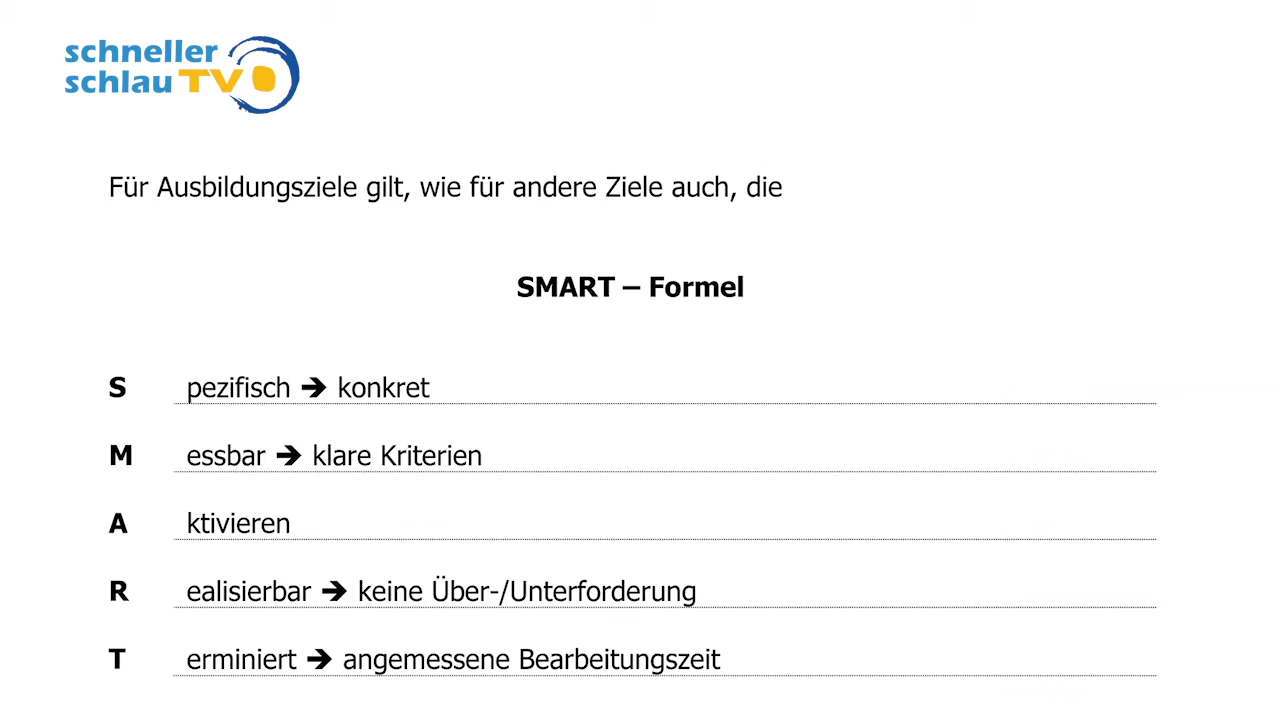 schneller
schlau TV
Für Ausbildungsziele gilt, wie für andere Ziele auch, die
SMART – Formel
S pezifisch ➔ konkret
M essbar ➔ klare Kriterien
A ktivieren
R ealisierbar ➔ keine Über-/Unterforderung
T erminiert ➔ angemessene Bearbeitungszeit